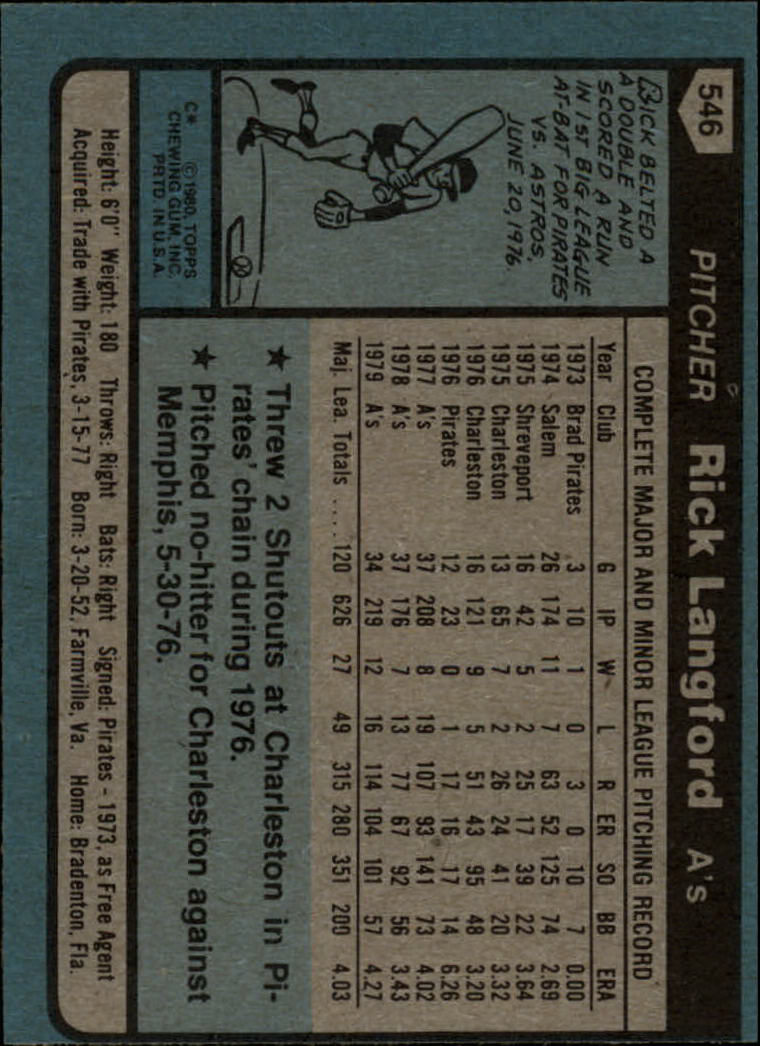 546 PITCHER Rick Langford A's
BICK BELTED A
A DOUBLE AND
SCORED A RUN
IN 1ST BIG LEAGUE
AT-BAT FOR PIRATES
VS. ASTROS,
JUNE 20, 1976.
C* © 1980, TOPPS
CHEWING GUM, INC.
PRTD. IN U.S.A.
COMPLETE MAJOR AND MINOR LEAGUE PITCHING RECORD
Year Club G IP W L R ER SO BB ERA
1973 Brad Pirates 3 10 1 0 3 0 10 7 0.00
1974 Salem 26 174 11 7 63 52 125 74 2.69
1975 Shreveport 16 42 5 2 25 17 39 22 3.64
1975 Charleston 13 65 7 2 26 24 41 20 3.32
1976 Charleston 16 121 9 5 51 43 95 48 3.20
1976 Pirates 12 23 0 1 17 16 17 14 6.26
1977 A's 37 208 8 19 107 93 141 73 4.02
1978 A's 37 176 7 13 77 67 92 56 3.43
1979 A's 34 219 12 16 114 104 101 57 4.27
Maj. Lea. Totals .... 120 626 27 49 315 280 351 200 4.03
★ Threw 2 Shutouts at Charleston in Pi-
rates' chain during 1976.
★ Pitched no-hitter for Charleston against
Memphis, 5-30-76.
Height: 6'0" Weight: 180 Throws: Right Bats: Right Signed: Pirates - 1973 as Free Agent
Acquired: Trade with Pirates, 3-15-77 Born: 3-20-52, Farmville, Va. Home: Bradenton, Fla.